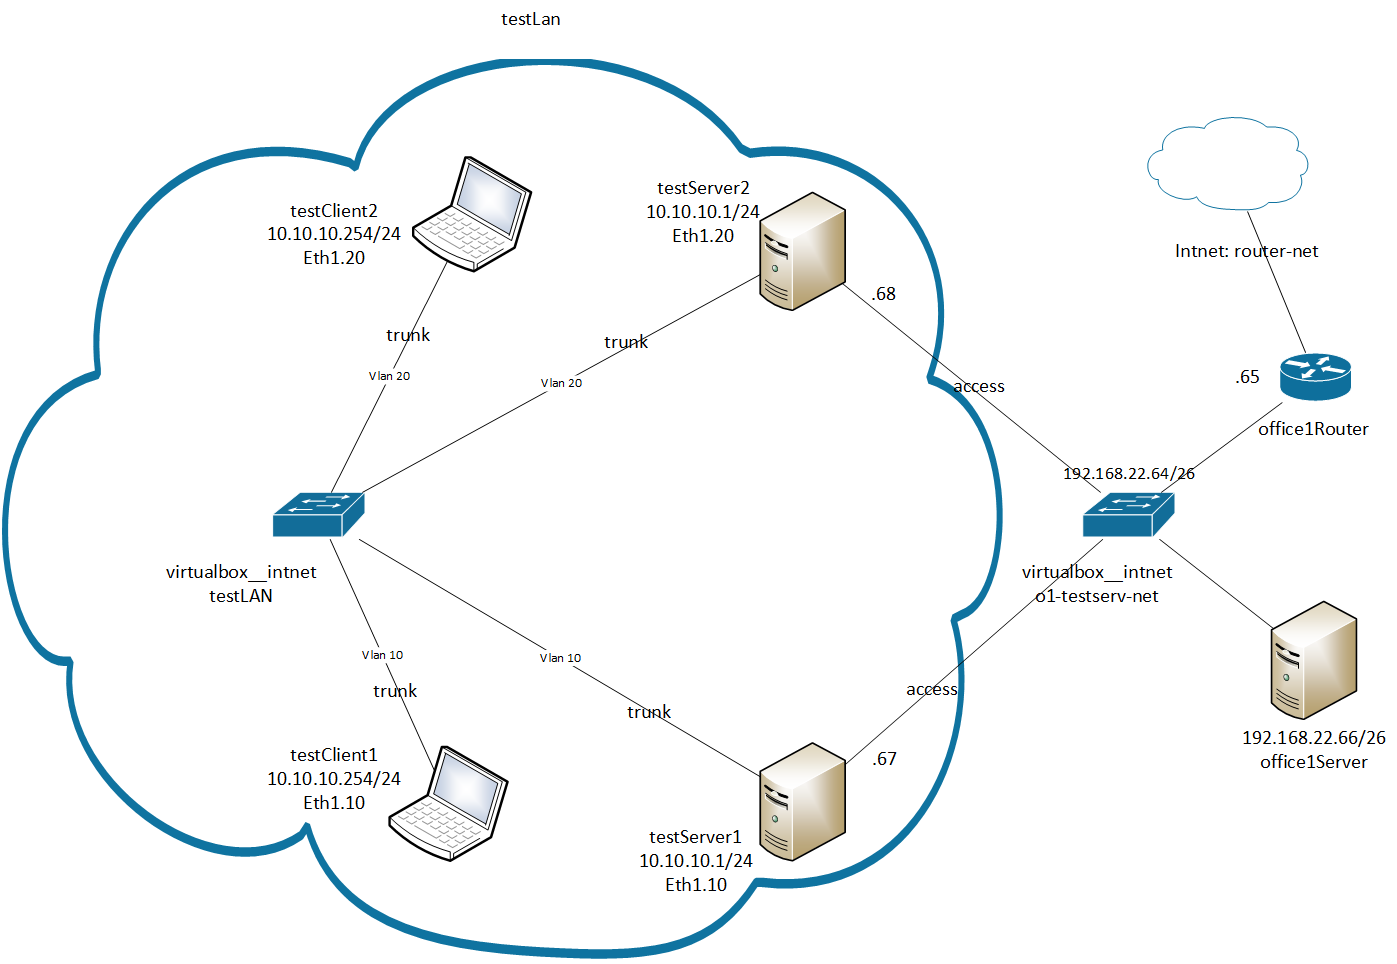 testLan
testServer2
10.10.10.1/24
Eth1.20
testClient2
10.10.10.254/24
Eth1.20
Intnet: router-net
.68
trunk
trunk
Vlan 20
Vlan 20
access
.65
office1Router
192.168.22.64/26
virtualbox__intnet
testLAN
virtualbox__intnet
o1-testserv-net
Vlan 10
Vlan 10
trunk
trunk
access
192.168.22.66/26
office1Server
testClient1
10.10.10.254/24
Eth1.10
.67
testServer1
10.10.10.1/24
Eth1.10